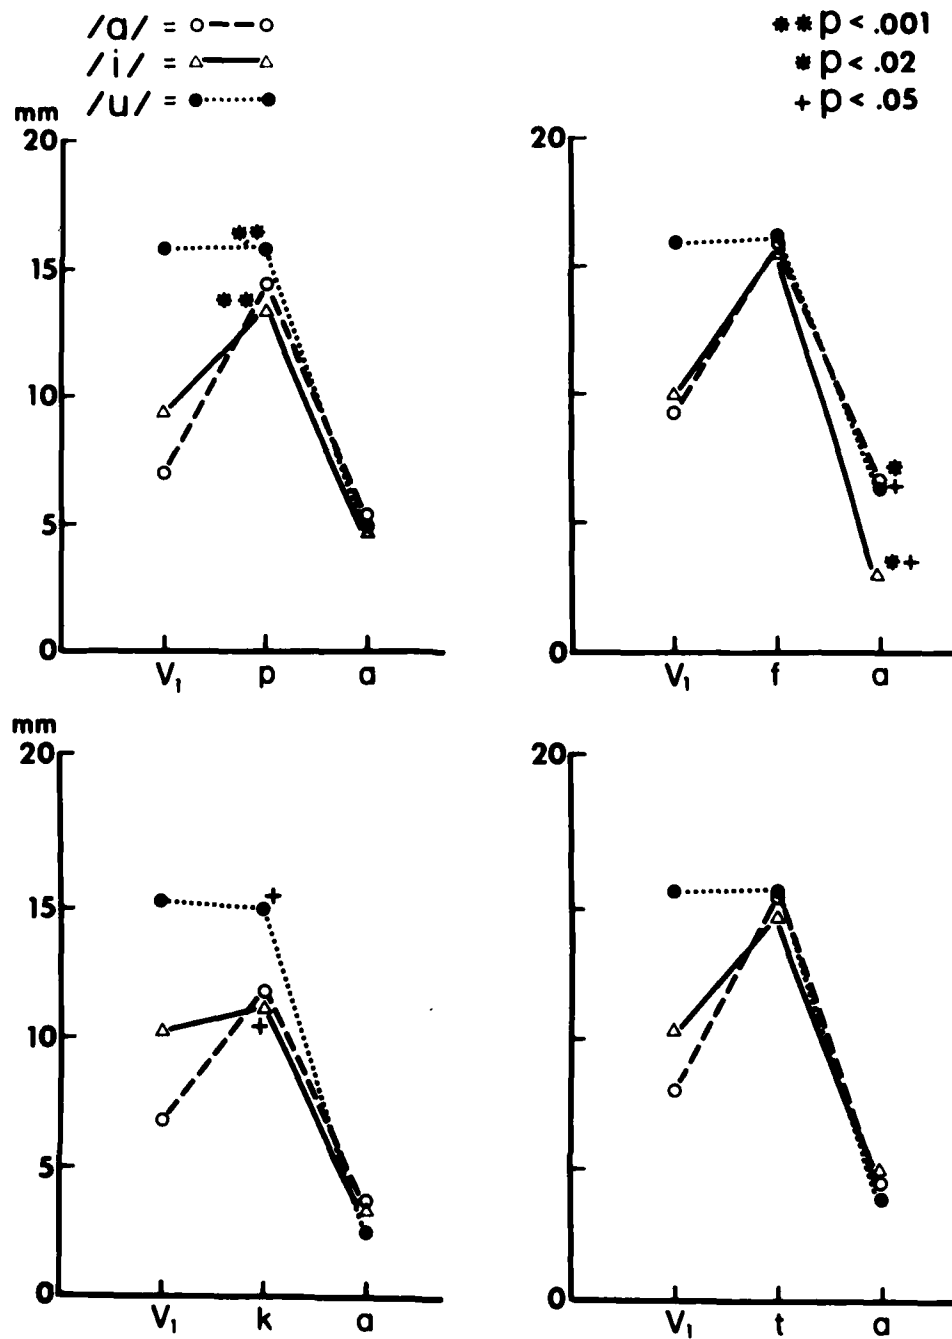 /a/ = o--o
/i/ = △—△
/u/ = ●.....●
** p < .001
* p < .02
+ p < .05
mm
20
15
10
5
0
**
**
V₁ p a
20
0
*
+
*+
V₁ f a
mm
20
15
10
5
0
+
+
V₁ k a
20
0
V₁ t a